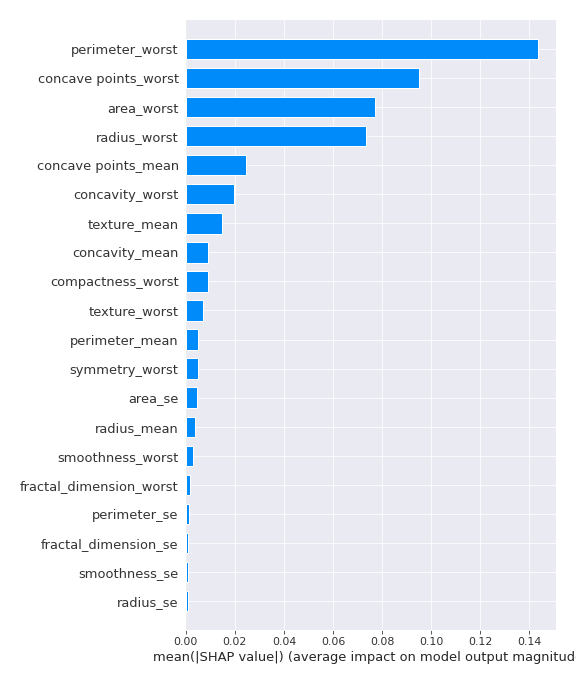 perimeter_worst
concave points_worst
area_worst
radius_worst
concave points_mean
concavity_worst
texture_mean
concavity_mean
compactness_worst
texture_worst
perimeter_mean
symmetry_worst
area_se
radius_mean
smoothness_worst
fractal_dimension_worst
perimeter_se
fractal_dimension_se
smoothness_se
radius_se
0.00 0.02 0.04 0.06 0.08 0.10 0.12 0.14
mean(|SHAP value|) (average impact on model output magnitud